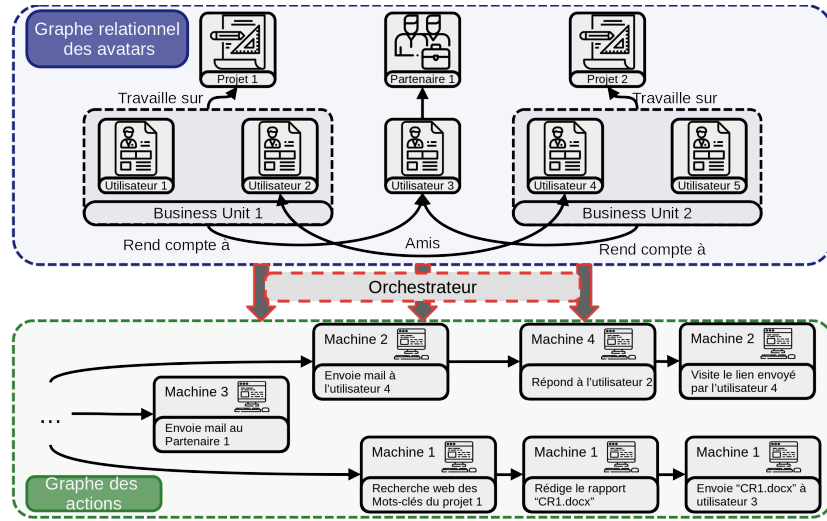 Graphe relationnel
des avatars
Projet 1
Partenaire 1
Projet 2
Travaille sur
Travaille sur
Utilisateur 1
Utilisateur 2
Utilisateur 3
Utilisateur 4
Utilisateur 5
Business Unit 1
Business Unit 2
Rend compte à
Amis
Rend compte à
Orchestrateur
Machine 2
Envoie mail à
l'utilisateur 4
Machine 4
Répond à l'utilisateur 2
Machine 2
Visite le lien envoyé
par l'utilisateur 4
Machine 3
Envoie mail au
Partenaire 1
...
Machine 1
Recherche web des
Mots-clés du projet 1
Machine 1
Rédige le rapport
“CR1.docx”
Machine 1
Envoie “CR1.docx” à
utilisateur 3
Graphe des
actions